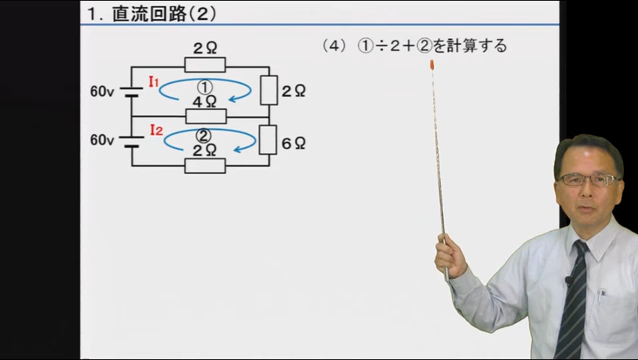 1. 直流回路(2)
(4) ①÷2+②を計算する
2Ω
60v
I1
①
2Ω
4Ω
60v
I2
②
6Ω
2Ω